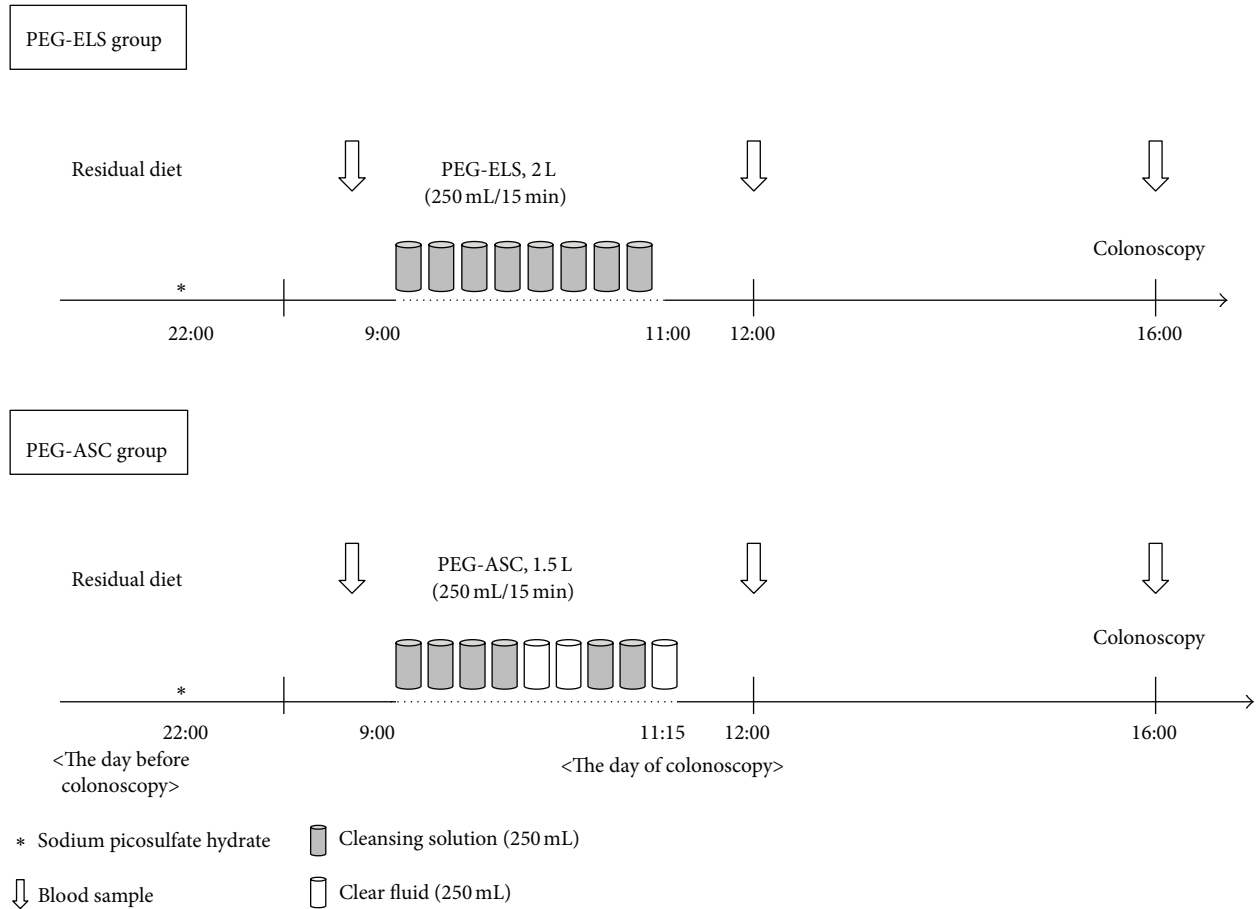 PEG-ELS group
Residual diet
PEG-ELS, 2 L
(250 mL/15 min)
Colonoscopy
*
22:00
9:00
11:00
12:00
16:00
PEG-ASC group
Residual diet
PEG-ASC, 1.5 L
(250 mL/15 min)
Colonoscopy
*
22:00
9:00
11:15
12:00
16:00
<The day before
colonoscopy>
<The day of colonoscopy>
* Sodium picosulfate hydrate
Cleansing solution (250 mL)
Blood sample
Clear fluid (250 mL)